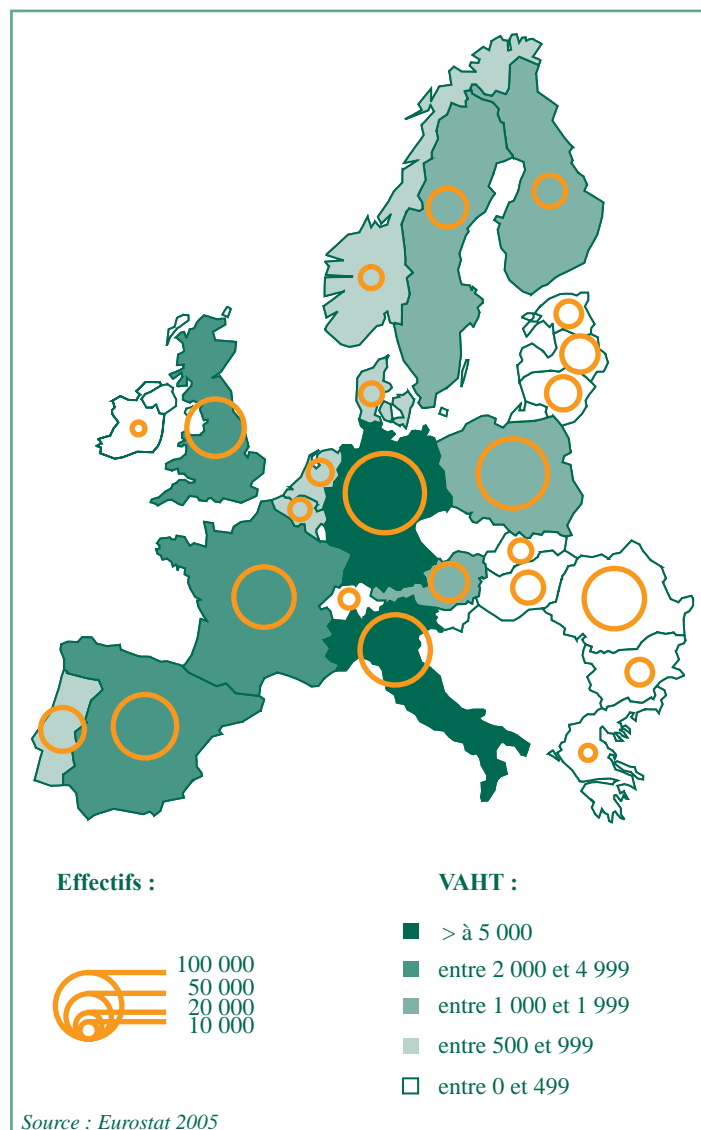 Effectifs :
100 000
50 000
20 000
10 000
VAHT :
> à 5 000
entre 2 000 et 4 999
entre 1 000 et 1 999
entre 500 et 999
entre 0 et 499
Source : Eurostat 2005